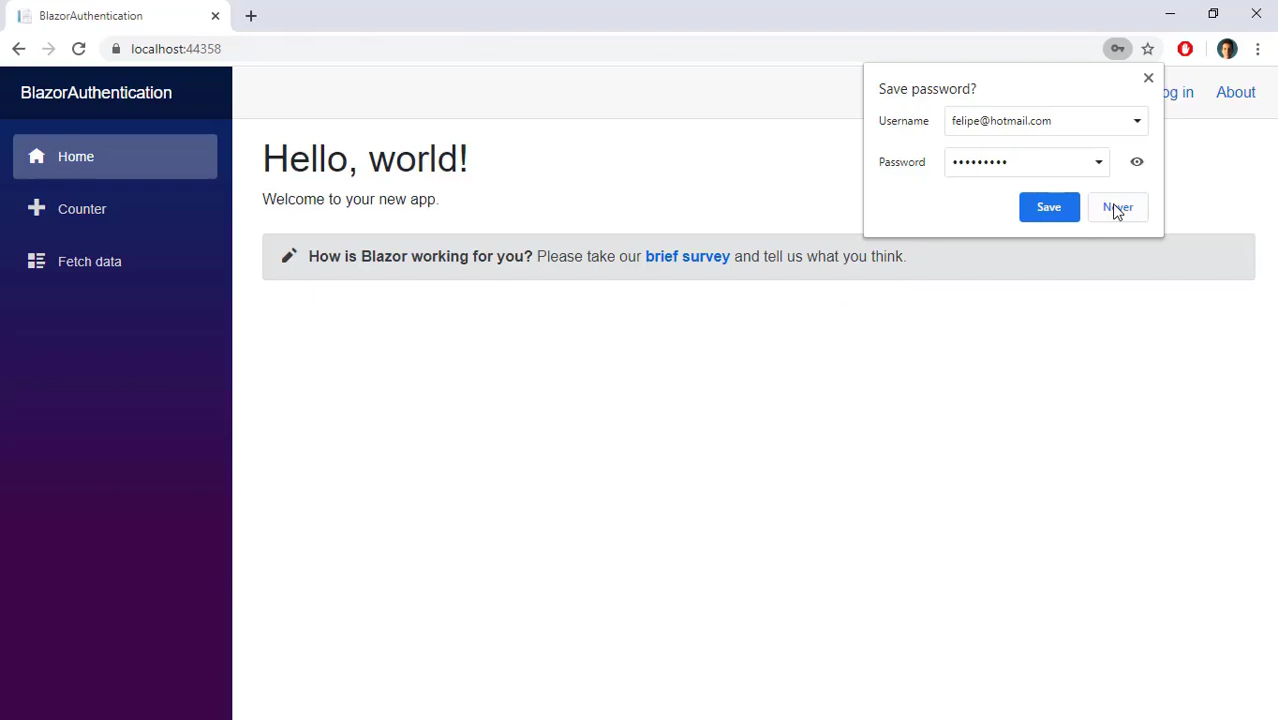 BlazorAuthentication
localhost:44358
BlazorAuthentication
Home
Counter
Fetch data
Hello, world!
Welcome to your new app.
How is Blazor working for you? Please take our brief survey and tell us what you think.
og in
About
Save password?
Username felipe@hotmail.com
Password •••••••••
Save
Never